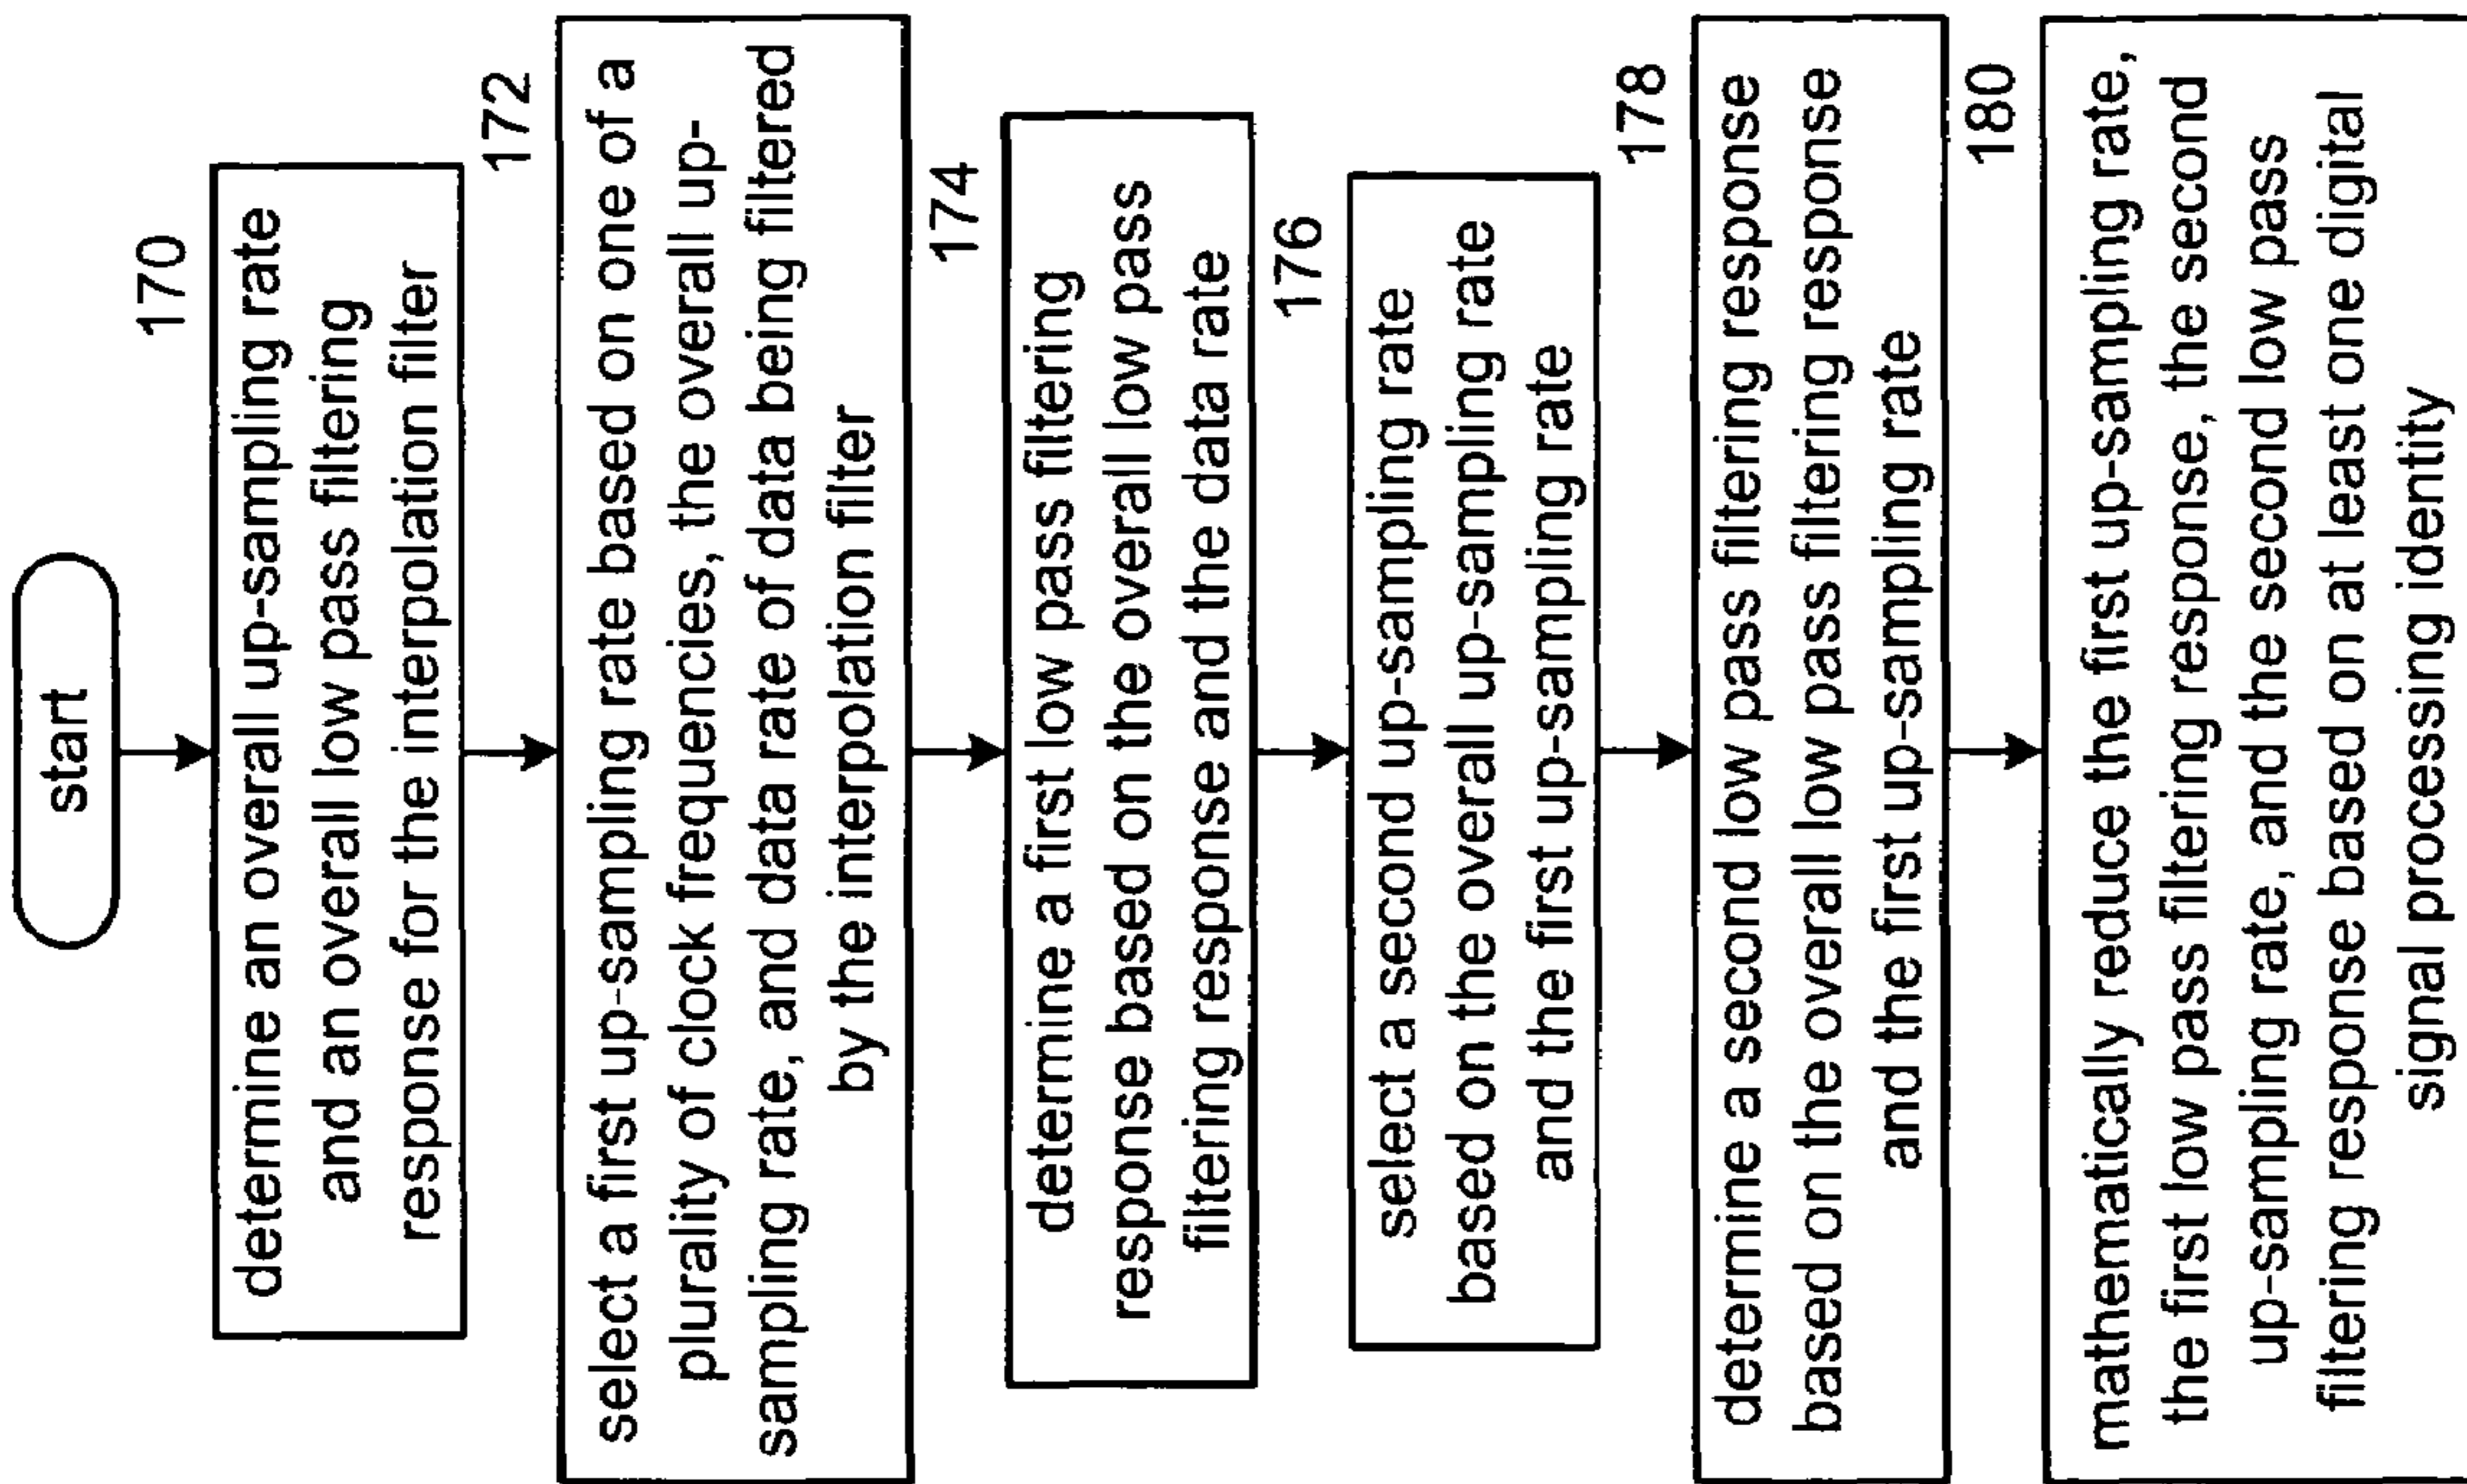 start
170
determine an overall up-sampling rate
and an overall low pass filtering
response for the interpolation filter
172
select a first up-sampling rate based on one of a
plurality of clock frequencies, the overall up-
sampling rate, and data rate of data being filtered
by the interpolation filter
174
determine a first low pass filtering
response based on the overall low pass
filtering response and the data rate
176
select a second up-sampling rate
based on the overall up-sampling rate
and the first up-sampling rate
178
determine a second low pass filtering response
based on the overall low pass filtering response
and the first up-sampling rate
180
mathematically reduce the first up-sampling rate,
the first low pass filtering response, the second
up-sampling rate, and the second low pass
filtering response based on at least one digital
signal processing identity